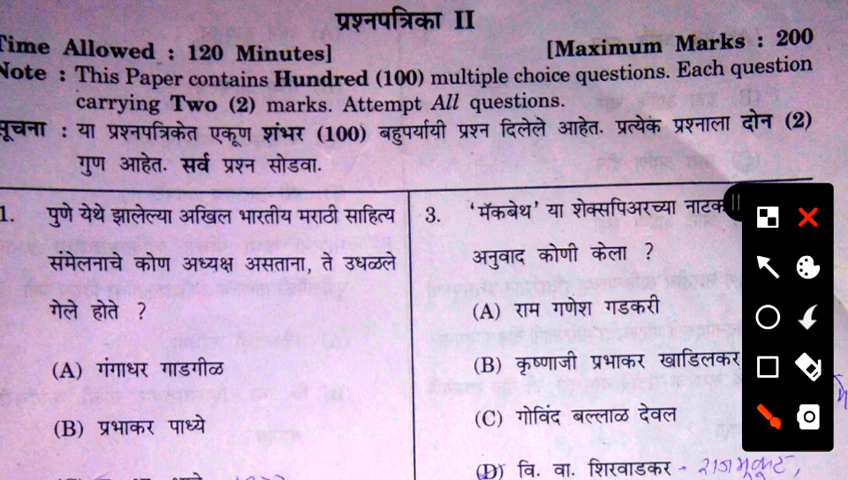 प्रश्नपत्रिका II
Time Allowed : 120 Minutes]
[Maximum Marks : 200
Note : This Paper contains Hundred (100) multiple choice questions. Each question
carrying Two (2) marks. Attempt All questions.
सूचना : या प्रश्नपत्रिकेत एकूण शंभर (100) बहुपर्यायी प्रश्न दिलेले आहेत. प्रत्येक प्रश्नाला दोन (2)
गुण आहेत. सर्व प्रश्न सोडवा.
1. पुणे येथे झालेल्या अखिल भारतीय मराठी साहित्य
संमेलनाचे कोण अध्यक्ष असताना, ते उधळले
गेले होते ?
(A) गंगाधर गाडगीळ
(B) प्रभाकर पाध्ये
3. 'मॅकबेथ' या शेक्सपिअरच्या
अनुवाद कोणी केला ?
(A) राम गणेश गडकरी
(B) कृष्णाजी प्रभाकर खाडिलकर
(C) गोविंद बल्लाळ देवल
(D) वि. वा. शिरवाडकर - राजमुकुट,